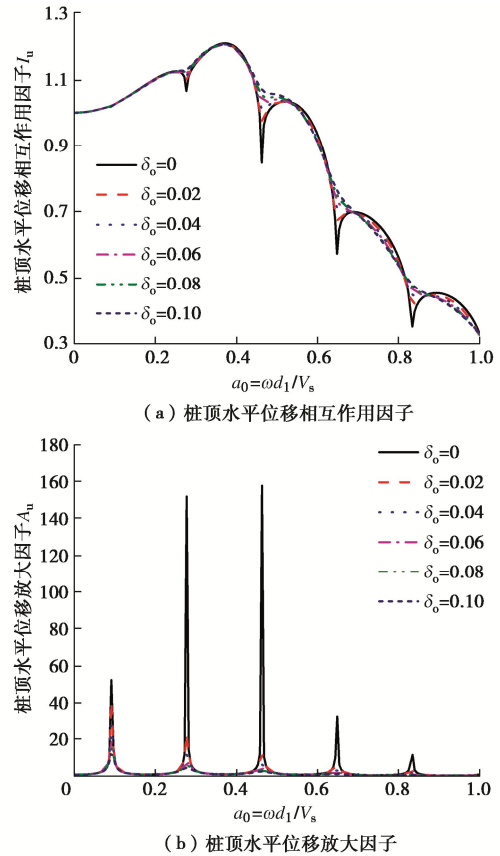 1.3
1.1
0.9
0.7
0.5
0.3
桩顶水平位移相互作用因子Iu
δo=0
δo=0.02
δo=0.04
δo=0.06
δo=0.08
δo=0.10
0 0.2 0.4 0.6 0.8 1.0
a0=ωd1/Vs
(a)桩顶水平位移相互作用因子
180
160
140
120
100
80
60
40
20
0
桩顶水平位移放大因子Au
δo=0
δo=0.02
δo=0.04
δo=0.06
δo=0.08
δo=0.10
0 0.2 0.4 0.6 0.8 1.0
a0=ωd1/Vs
(b)桩顶水平位移放大因子